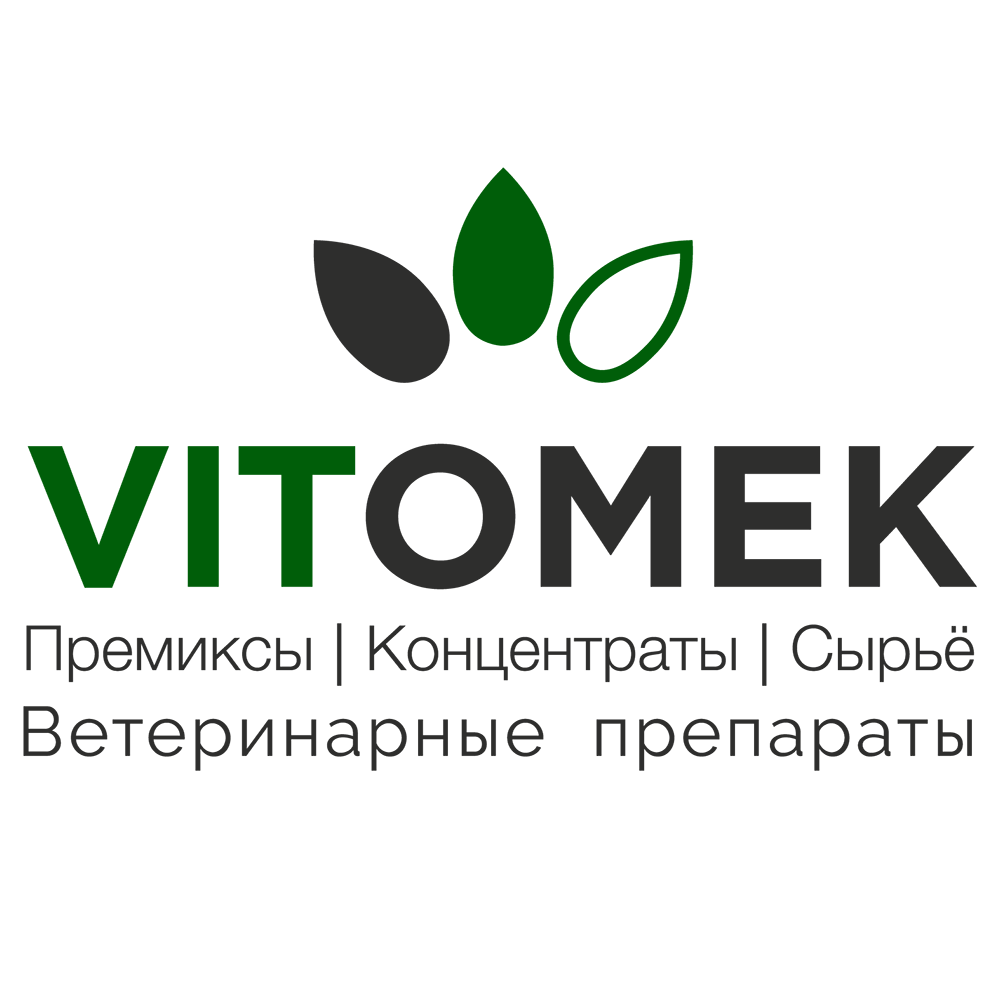 VITOMEK
Премиксы | Концентраты | Сырьё
Ветеринарные препараты